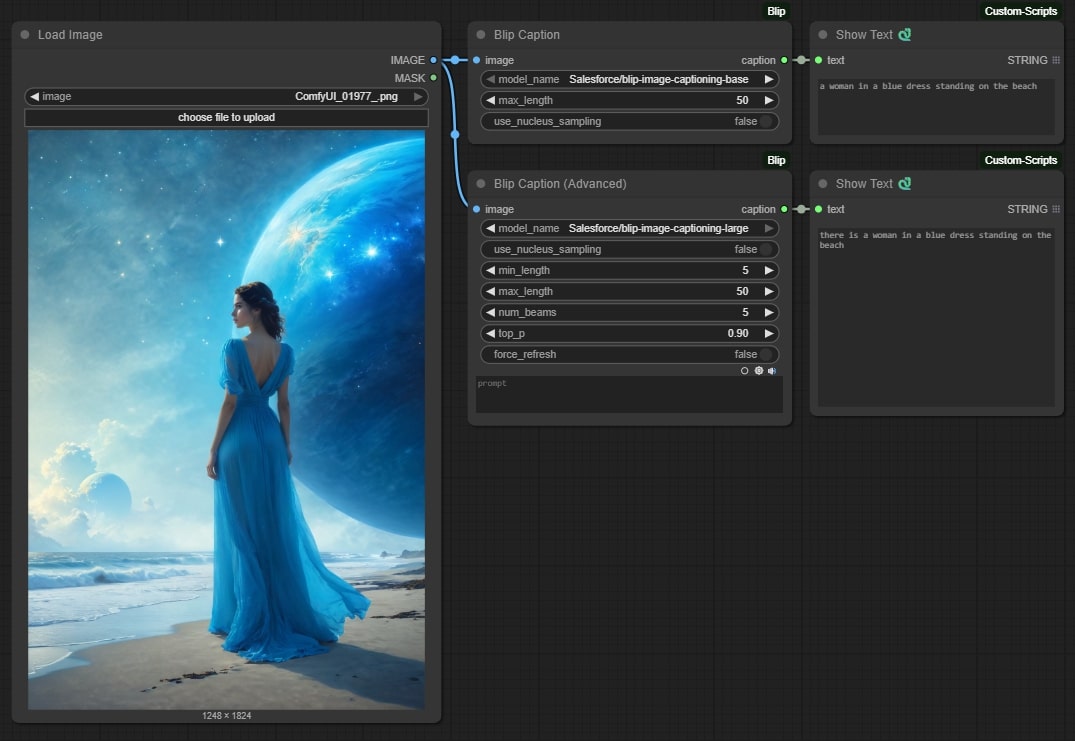 Load Image
IMAGE
MASK
image ComfyUI_01977_.png
choose file to upload
1248 × 1824
Blip
Blip Caption
image caption
model_name Salesforce/blip-image-captioning-base
max_length 50
use_nucleus_sampling false
Custom-Scripts
Show Text
text STRING
a woman in a blue dress standing on the beach
Blip
Blip Caption (Advanced)
image caption
model_name Salesforce/blip-image-captioning-large
use_nucleus_sampling false
min_length 5
max_length 50
num_beams 5
top_p 0.90
force_refresh false
prompt
Custom-Scripts
Show Text
text STRING
there is a woman in a blue dress standing on the
beach